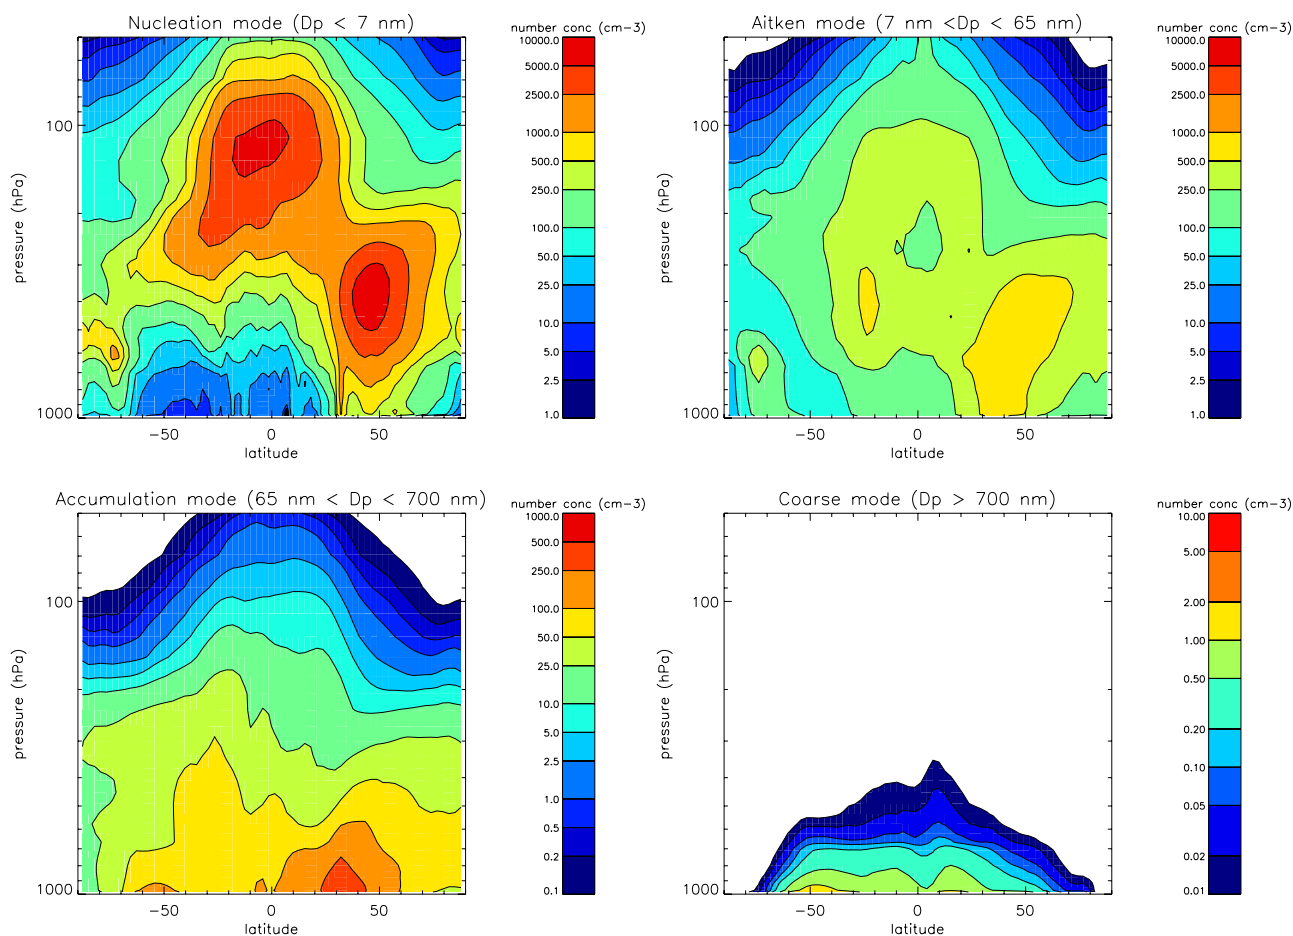 Nucleation mode (Dp < 7 nm)
number conc (cm-3)
10000.0
5000.0
2500.0
1000.0
500.0
250.0
100.0
50.0
25.0
10.0
5.0
2.5
1.0
pressure (hPa)
100
1000
-50 0 50
latitude
Aitken mode (7 nm <Dp < 65 nm)
number conc (cm-3)
10000.0
5000.0
2500.0
1000.0
500.0
250.0
100.0
50.0
25.0
10.0
5.0
2.5
1.0
pressure (hPa)
100
1000
-50 0 50
latitude
Accumulation mode (65 nm < Dp < 700 nm)
number conc (cm-3)
1000.0
500.0
250.0
100.0
50.0
25.0
10.0
5.0
2.5
1.0
0.5
0.2
0.1
pressure (hPa)
100
1000
-50 0 50
latitude
Coarse mode (Dp > 700 nm)
number conc (cm-3)
10.00
5.00
2.00
1.00
0.50
0.20
0.10
0.05
0.02
0.01
pressure (hPa)
100
1000
-50 0 50
latitude